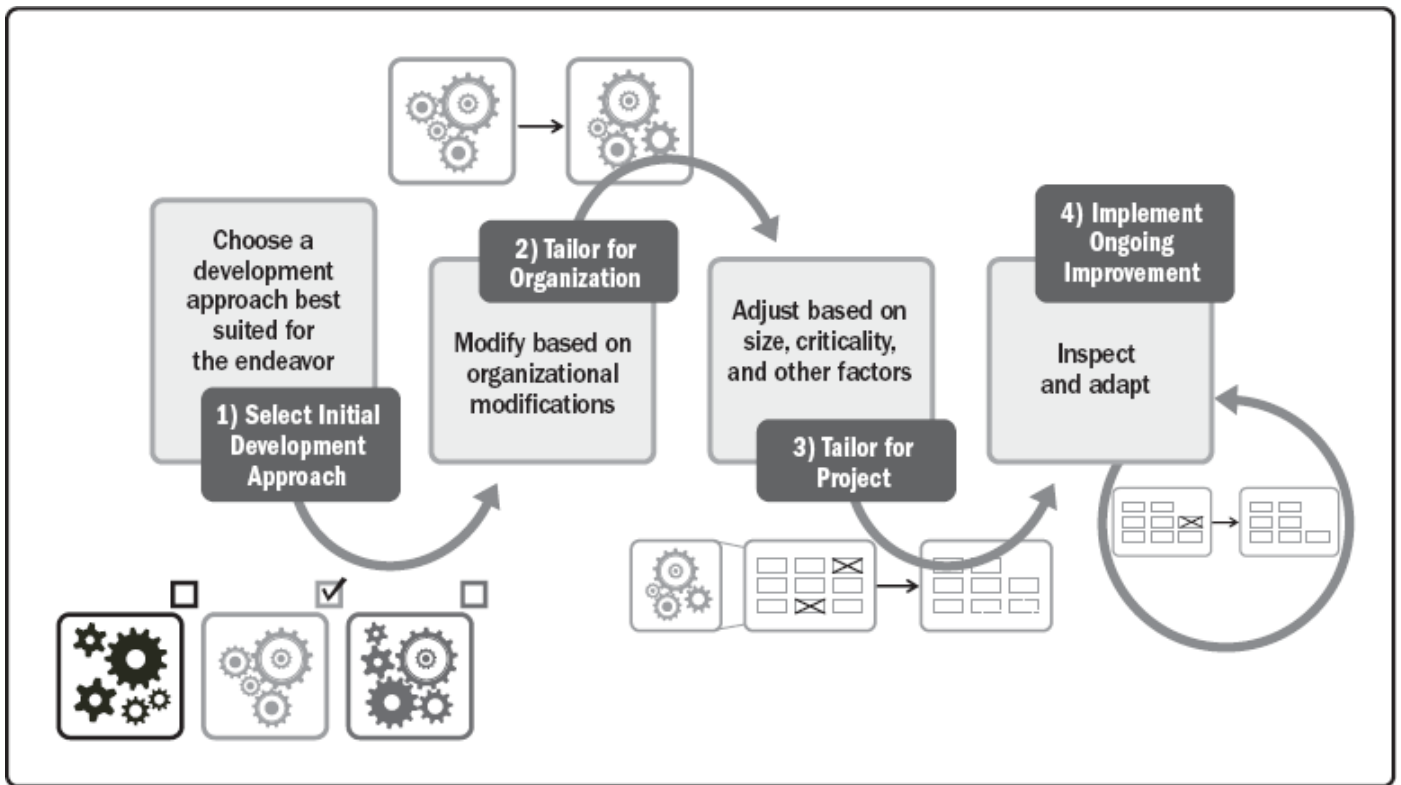 Choose a
development
approach best
suited for
the endeavor
1) Select Initial
Development
Approach
2) Tailor for
Organization
Modify based on
organizational
modifications
Adjust based on
size, criticality,
and other factors
3) Tailor for
Project
4) Implement
Ongoing
Improvement
Inspect
and adapt